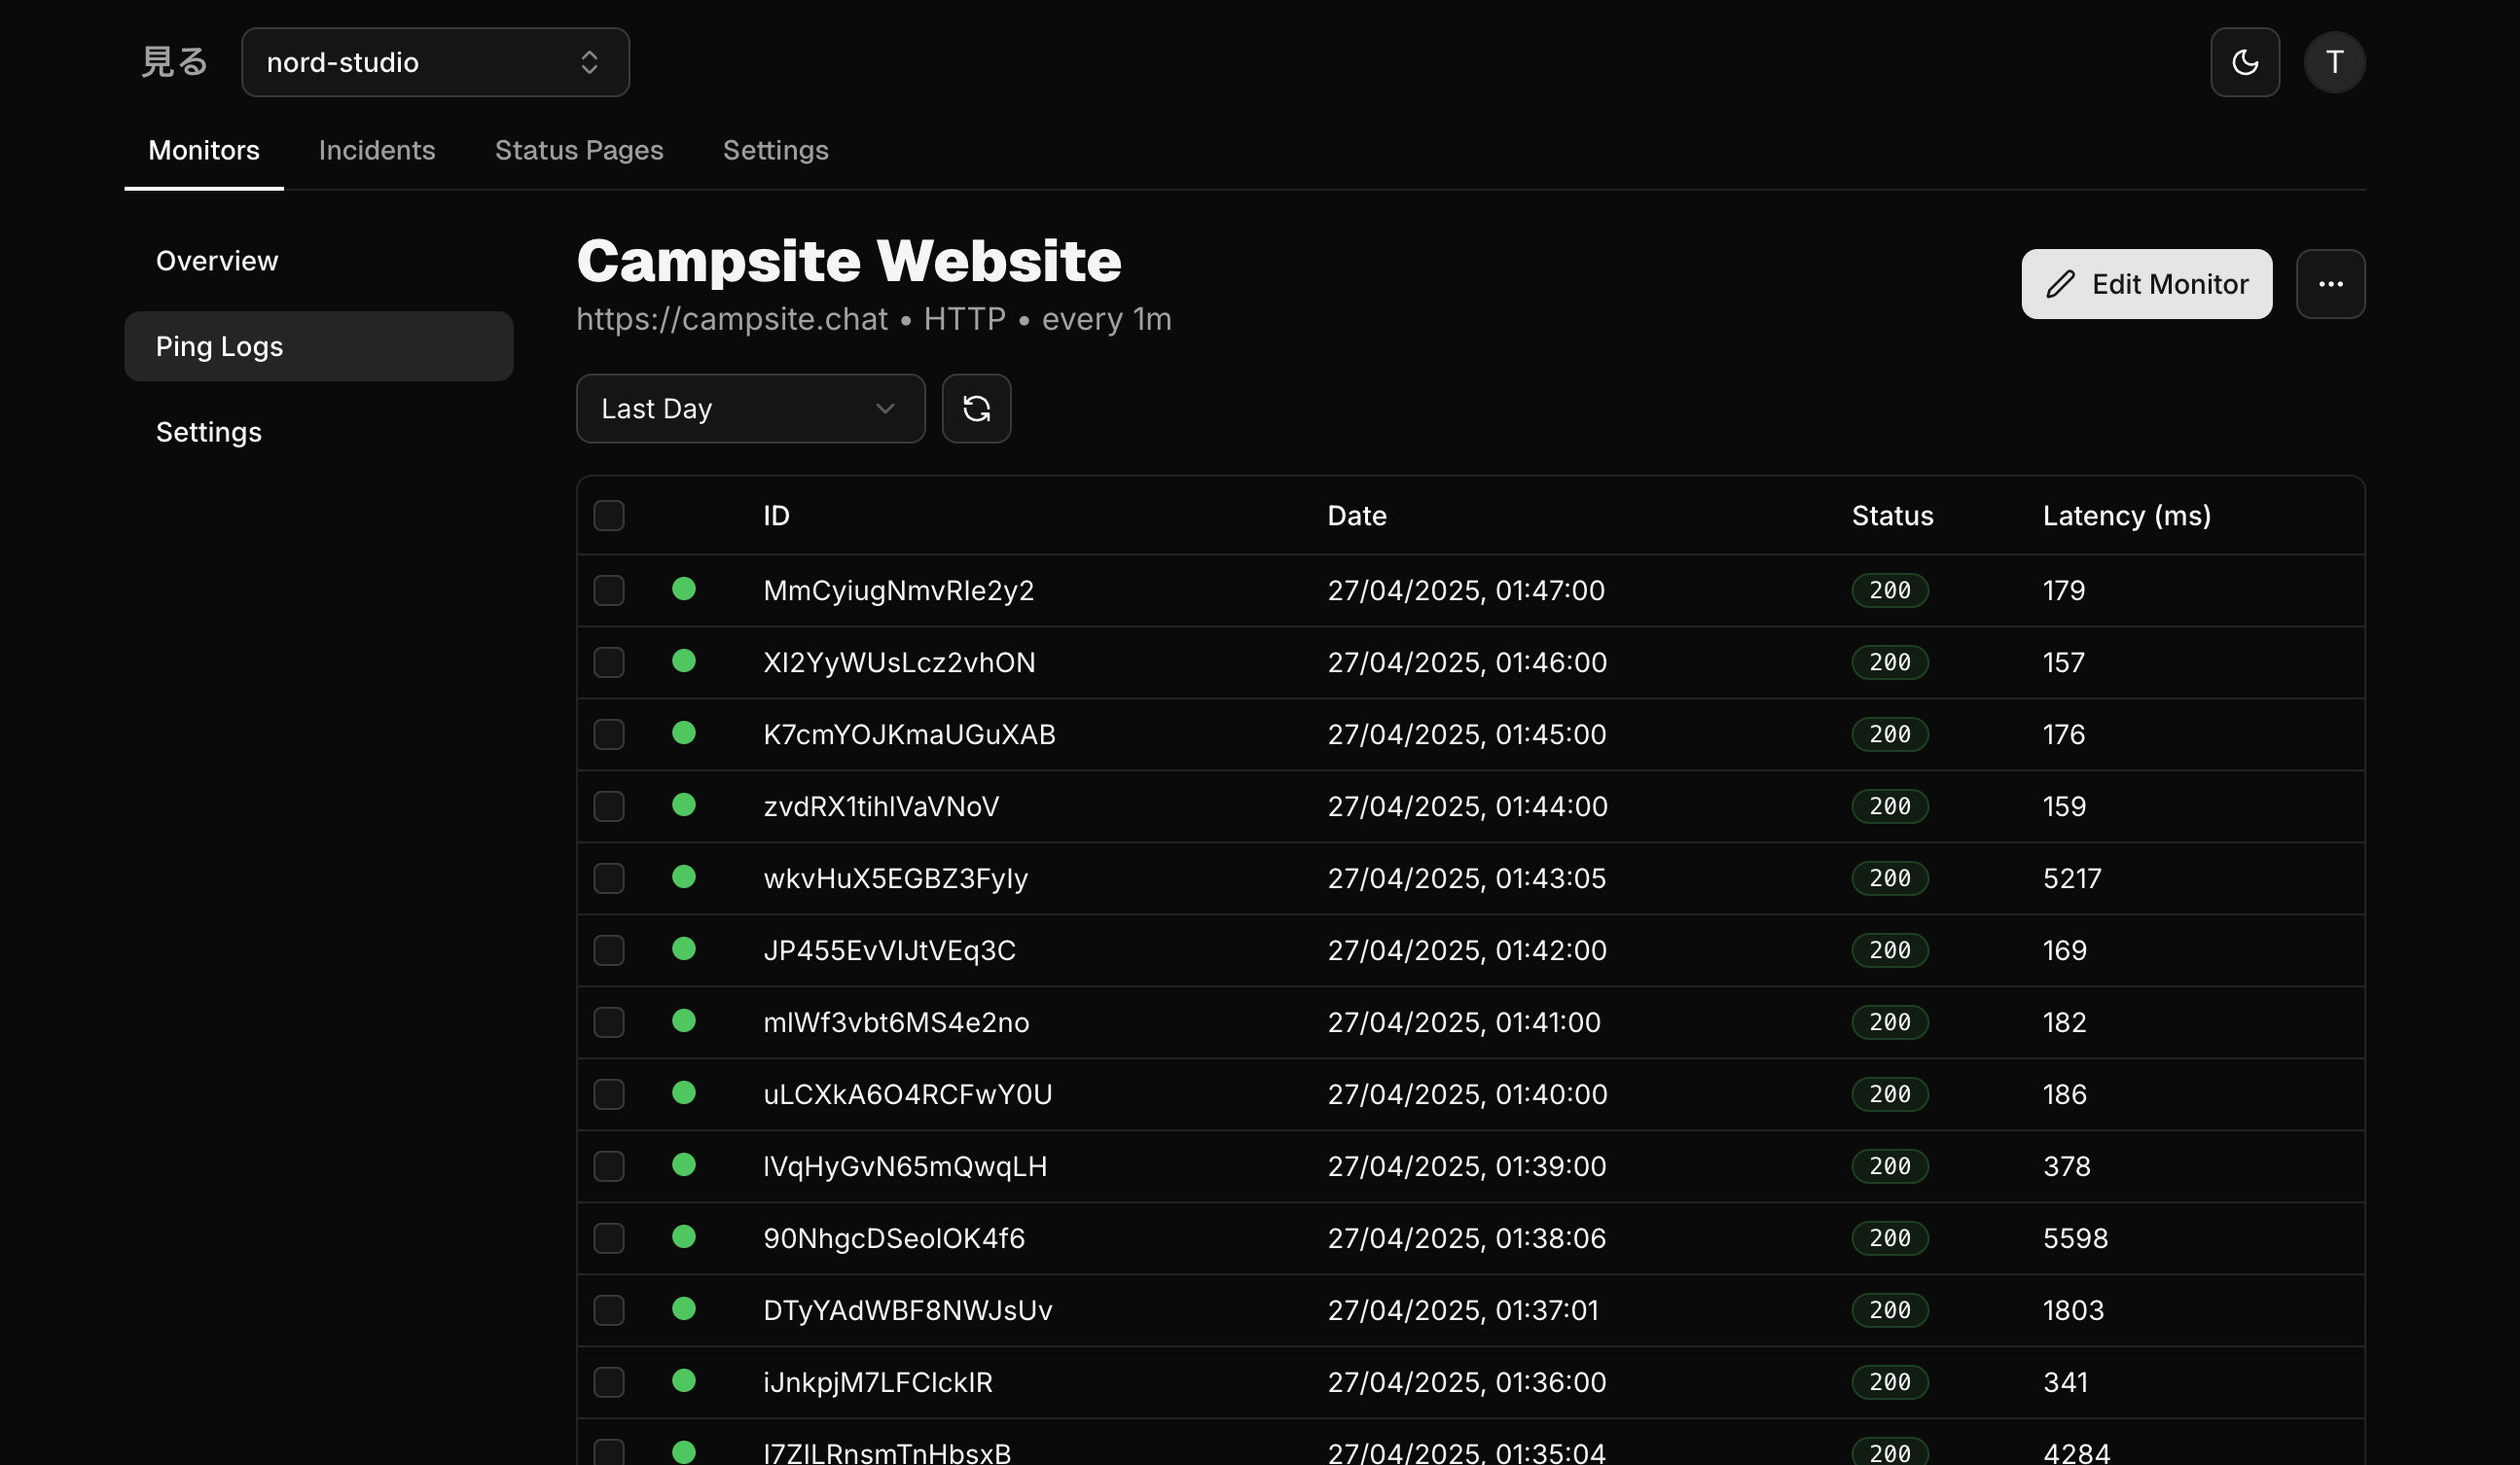 見る nord-studio T
Monitors Incidents Status Pages Settings
Overview
Ping Logs
Settings
Campsite Website
https://campsite.chat • HTTP • every 1m
Edit Monitor
Last Day
ID Date Status Latency (ms)
MmCyiugNmvRIe2y2 27/04/2025, 01:47:00 200 179
XI2YyWUsLcz2vhON 27/04/2025, 01:46:00 200 157
K7cmYOJKmaUGuXAB 27/04/2025, 01:45:00 200 176
zvdRX1tihlVaVNoV 27/04/2025, 01:44:00 200 159
wkvHuX5EGBZ3FyIy 27/04/2025, 01:43:05 200 5217
JP455EvVIJtVEq3C 27/04/2025, 01:42:00 200 169
mlWf3vbt6MS4e2no 27/04/2025, 01:41:00 200 182
uLCXkA6O4RCFwY0U 27/04/2025, 01:40:00 200 186
lVqHyGvN65mQwqLH 27/04/2025, 01:39:00 200 378
90NhgcDSeolOK4f6 27/04/2025, 01:38:06 200 5598
DTyYAdWBF8NWJsUv 27/04/2025, 01:37:01 200 1803
iJnkpjM7LFClckIR 27/04/2025, 01:36:00 200 341
I7ZILRnsmTnHbsxB 27/04/2025, 01:35:04 200 4284